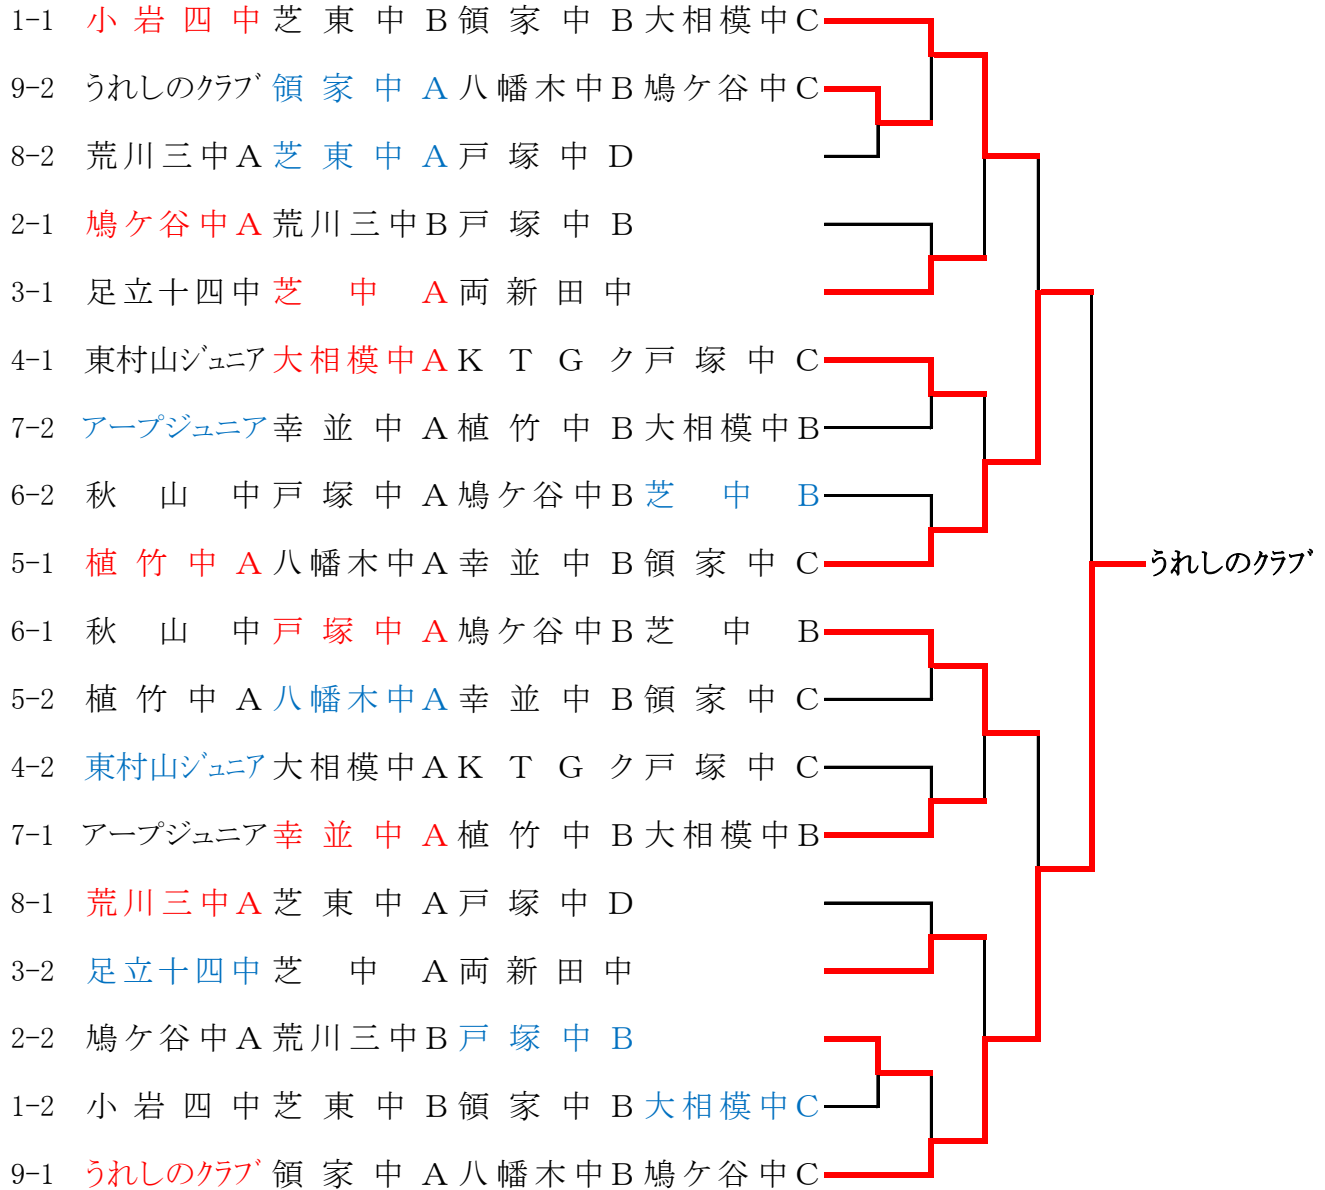 1-1 小岩四中 芝東中B 領家中B 大相模中C
9-2 うれしのｸﾗﾌﾞ 領家中A 八幡木中B 鳩ケ谷中C
8-2 荒川三中A 芝東中A 戸塚中D
2-1 鳩ケ谷中A 荒川三中B 戸塚中B
3-1 足立十四中 芝中A 両新田中
4-1 東村山ジュニア 大相模中A KTGク 戸塚中C
7-2 アープジュニア 幸並中A 植竹中B 大相模中B
6-2 秋山中 戸塚中A 鳩ケ谷中B 芝中B
5-1 植竹中A 八幡木中A 幸並中B 領家中C
うれしのｸﾗﾌﾞ
6-1 秋山中 戸塚中A 鳩ケ谷中B 芝中B
5-2 植竹中A 八幡木中A 幸並中B 領家中C
4-2 東村山ジュニア 大相模中A KTGク 戸塚中C
7-1 アープジュニア 幸並中A 植竹中B 大相模中B
8-1 荒川三中A 芝東中A 戸塚中D
3-2 足立十四中 芝中A 両新田中
2-2 鳩ケ谷中A 荒川三中B 戸塚中B
1-2 小岩四中 芝東中B 領家中B 大相模中C
9-1 うれしのｸﾗﾌﾞ 領家中A 八幡木中B 鳩ケ谷中C